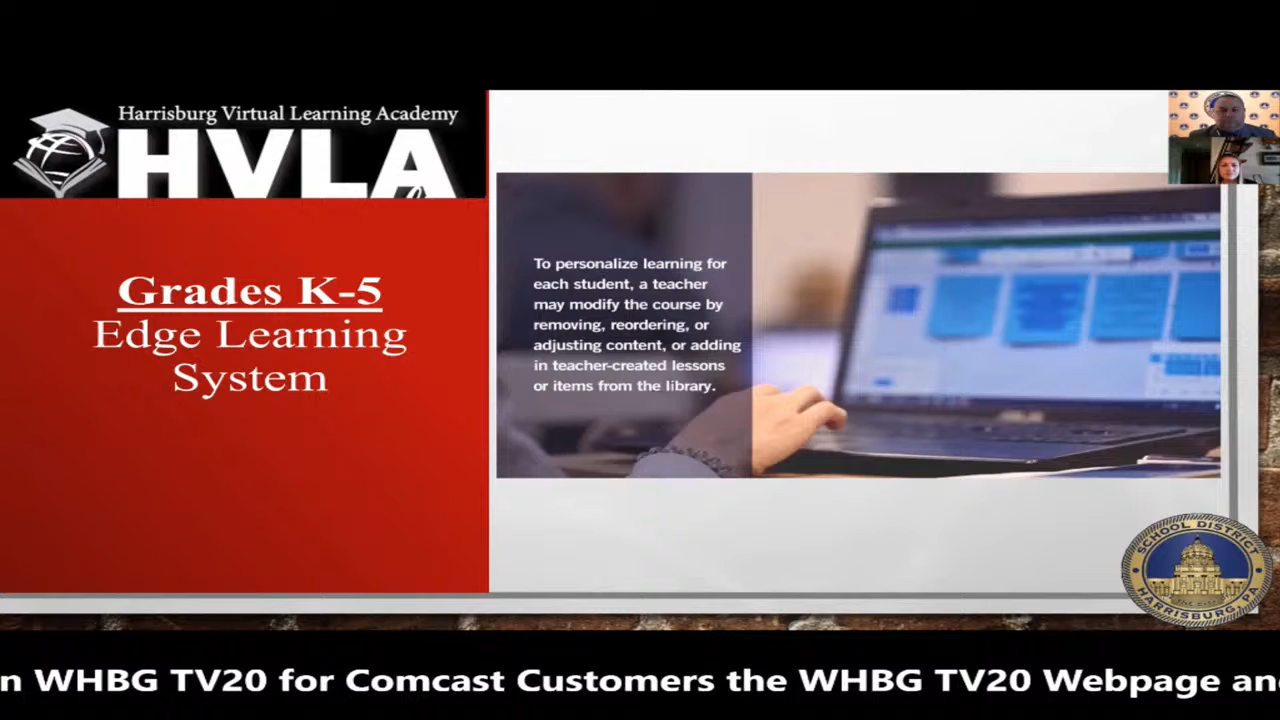 Harrisburg Virtual Learning Academy
HVLA
Grades K-5
Edge Learning
System
To personalize learning for
each student, a teacher
may modify the course by
removing, reordering, or
adjusting content, or adding
in teacher-created lessons
or items from the library.
SCHOOL DISTRICT
HARRISBURG, PA
n WHBG TV20 for Comcast Customers the WHBG TV20 Webpage and